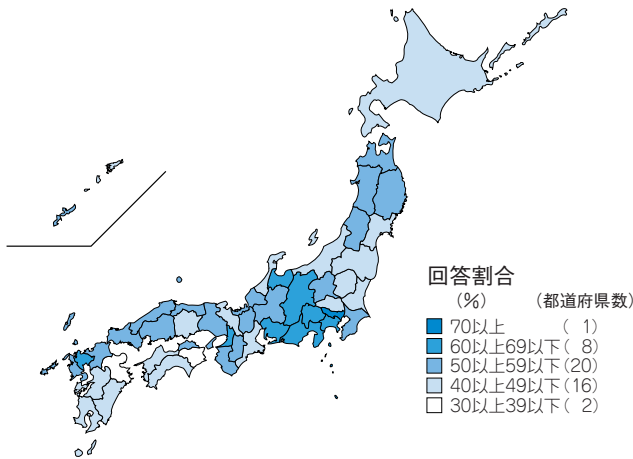 回答割合
(%) (都道府県数)
70以上 ( 1)
60以上69以下( 8)
50以上59以下(20)
40以上49以下(16)
30以上39以下( 2)